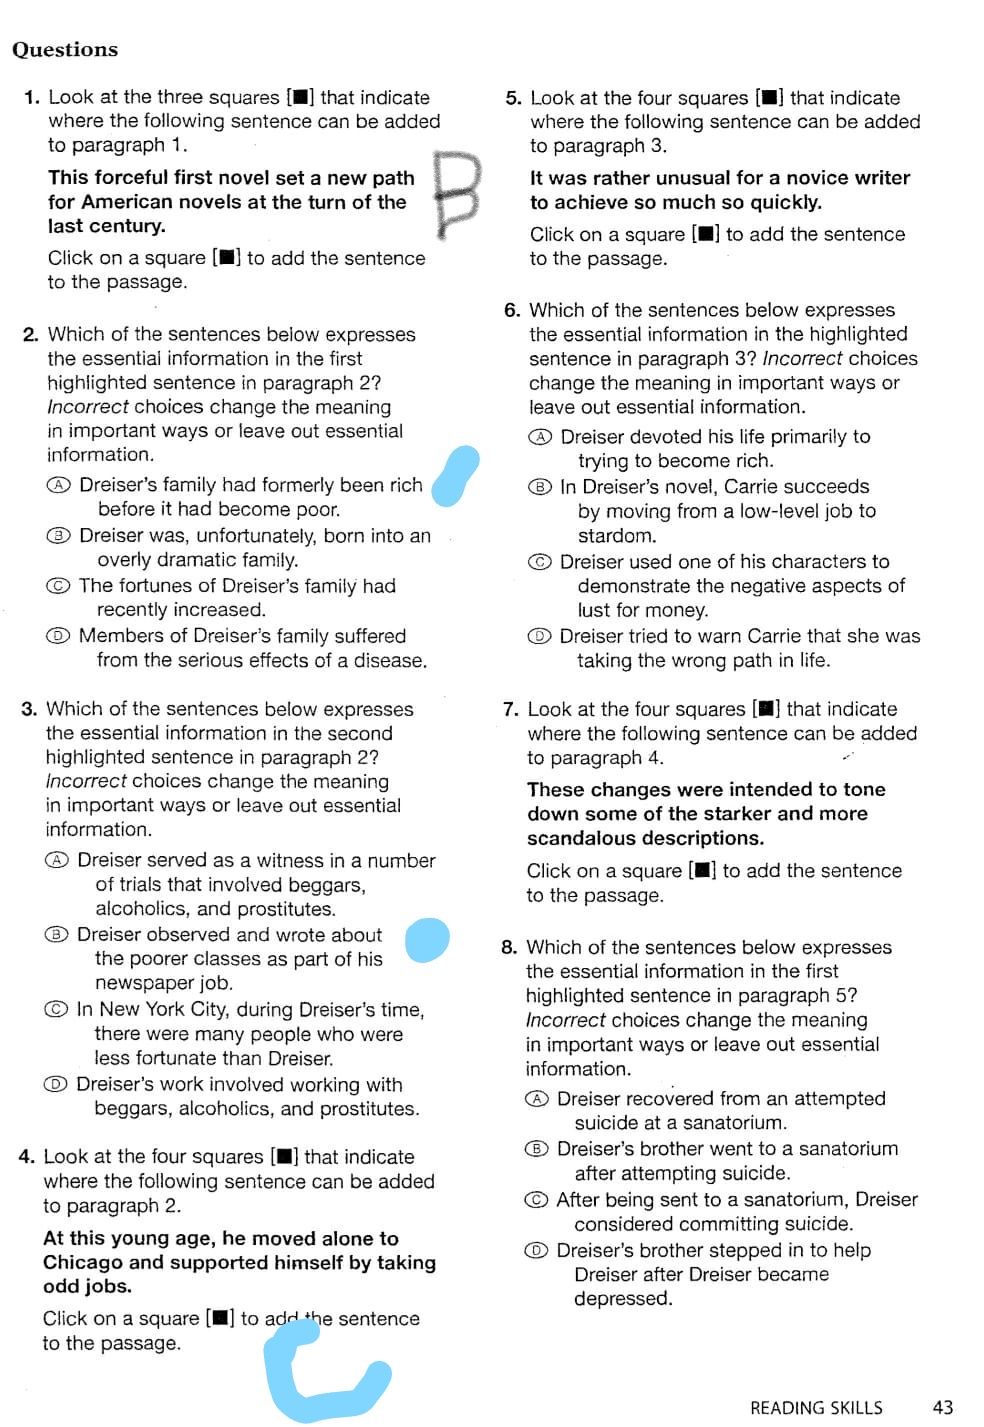 Questions
1. Look at the three squares [■] that indicate
where the following sentence can be added
to paragraph 1.
This forceful first novel set a new path
for American novels at the turn of the
last century.
B
Click on a square [■] to add the sentence
to the passage.
2. Which of the sentences below expresses
the essential information in the first
highlighted sentence in paragraph 2?
Incorrect choices change the meaning
in important ways or leave out essential
information.
Ⓐ Dreiser's family had formerly been rich
before it had become poor.
Ⓑ Dreiser was, unfortunately, born into an
overly dramatic family.
Ⓒ The fortunes of Dreiser's family had
recently increased.
Ⓓ Members of Dreiser's family suffered
from the serious effects of a disease.
3. Which of the sentences below expresses
the essential information in the second
highlighted sentence in paragraph 2?
Incorrect choices change the meaning
in important ways or leave out essential
information.
Ⓐ Dreiser served as a witness in a number
of trials that involved beggars,
alcoholics, and prostitutes.
Ⓑ Dreiser observed and wrote about
the poorer classes as part of his
newspaper job.
Ⓒ In New York City, during Dreiser's time,
there were many people who were
less fortunate than Dreiser.
Ⓓ Dreiser's work involved working with
beggars, alcoholics, and prostitutes.
4. Look at the four squares [■] that indicate
where the following sentence can be added
to paragraph 2.
At this young age, he moved alone to
Chicago and supported himself by taking
odd jobs.
Click on a square [■] to add the sentence
to the passage.
C
5. Look at the four squares [■] that indicate
where the following sentence can be added
to paragraph 3.
It was rather unusual for a novice writer
to achieve so much so quickly.
Click on a square [■] to add the sentence
to the passage.
6. Which of the sentences below expresses
the essential information in the highlighted
sentence in paragraph 3? Incorrect choices
change the meaning in important ways or
leave out essential information.
Ⓐ Dreiser devoted his life primarily to
trying to become rich.
Ⓑ In Dreiser's novel, Carrie succeeds
by moving from a low-level job to
stardom.
Ⓒ Dreiser used one of his characters to
demonstrate the negative aspects of
lust for money.
Ⓓ Dreiser tried to warn Carrie that she was
taking the wrong path in life.
7. Look at the four squares [■] that indicate
where the following sentence can be added
to paragraph 4.
These changes were intended to tone
down some of the starker and more
scandalous descriptions.
Click on a square [■] to add the sentence
to the passage.
8. Which of the sentences below expresses
the essential information in the first
highlighted sentence in paragraph 5?
Incorrect choices change the meaning
in important ways or leave out essential
information.
Ⓐ Dreiser recovered from an attempted
suicide at a sanatorium.
Ⓑ Dreiser's brother went to a sanatorium
after attempting suicide.
Ⓒ After being sent to a sanatorium, Dreiser
considered committing suicide.
Ⓓ Dreiser's brother stepped in to help
Dreiser after Dreiser became
depressed.
READING SKILLS 43